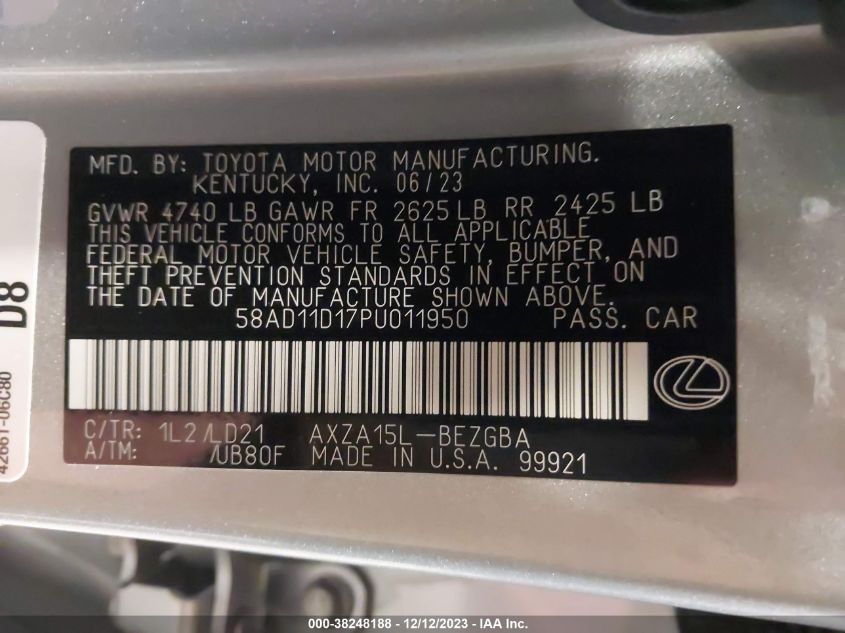 MFD. BY: TOYOTA MOTOR MANUFACTURING.
KENTUCKY, INC. 06/23
GVWR 4740 LB GAWR FR 2625 LB RR 2425 LB
THIS VEHICLE CONFORMS TO ALL APPLICABLE
FEDERAL MOTOR VEHICLE SAFETY, BUMPER, AND
THEFT PREVENTION STANDARDS IN EFFECT ON
THE DATE OF MANUFACTURE SHOWN ABOVE.
58AD11D17PU011950 PASS. CAR
C/TR: 1L2/LD21 AXZA15L-BEZGBA
A/TM: /UB80F MADE IN U.S.A. 99921
D8
42661-06C80
000-38248188 - 12/12/2023 - IAA Inc.